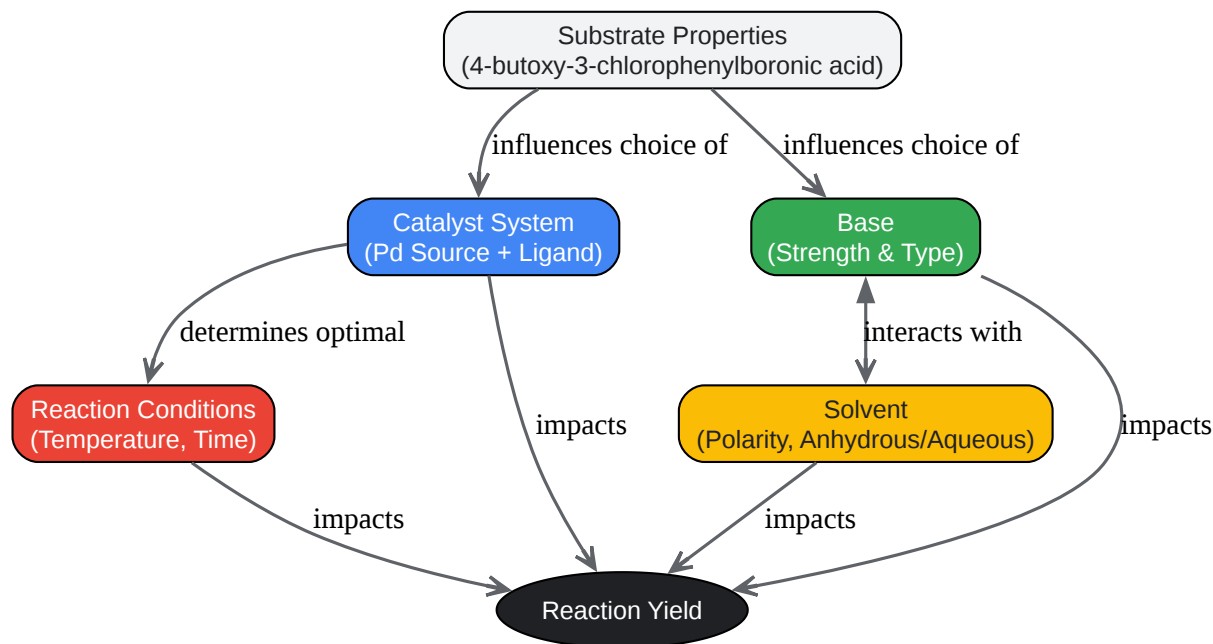 Substrate Properties
(4-butoxy-3-chlorophenylboronic acid)
influences choice of
influences choice of
Catalyst System
(Pd Source + Ligand)
Base
(Strength & Type)
determines optimal
interacts with
Reaction Conditions
(Temperature, Time)
impacts
Solvent
(Polarity, Anhydrous/Aqueous)
impacts
impacts
impacts
Reaction Yield